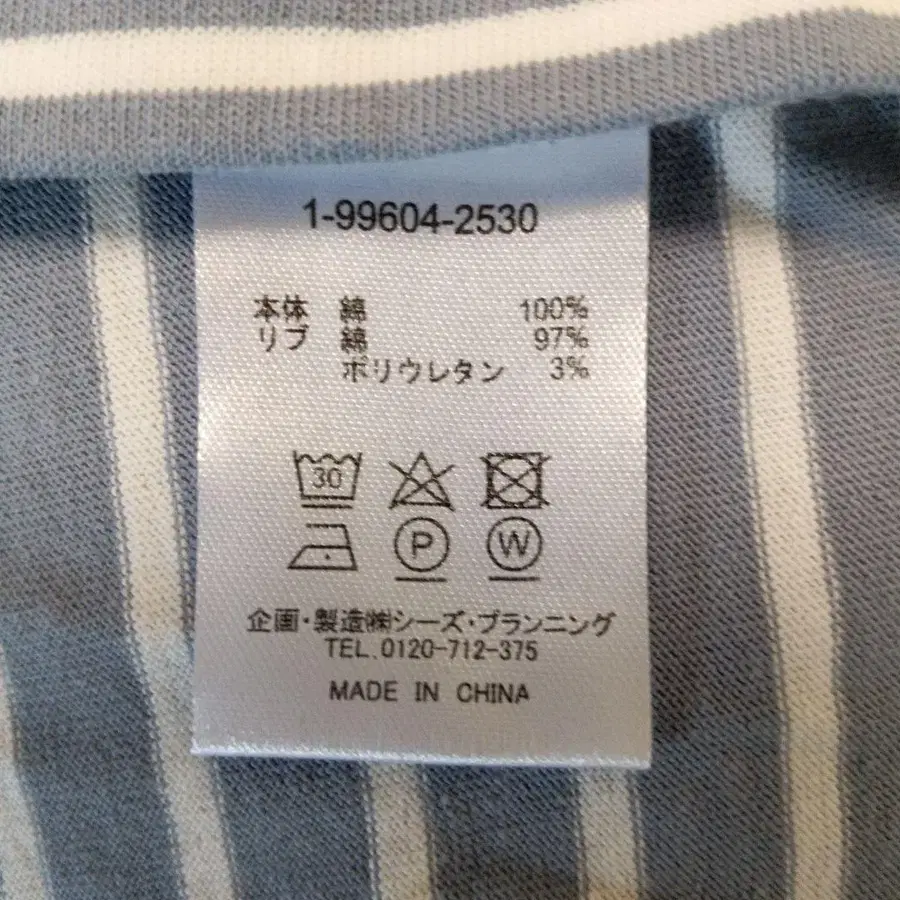 1-99604-2530
本体 綿 100%
リブ 綿 97%
ポリウレタン 3%
30
P W
企画・製造㈱シーズ・プランニング
TEL.0120-712-375
MADE IN CHINA